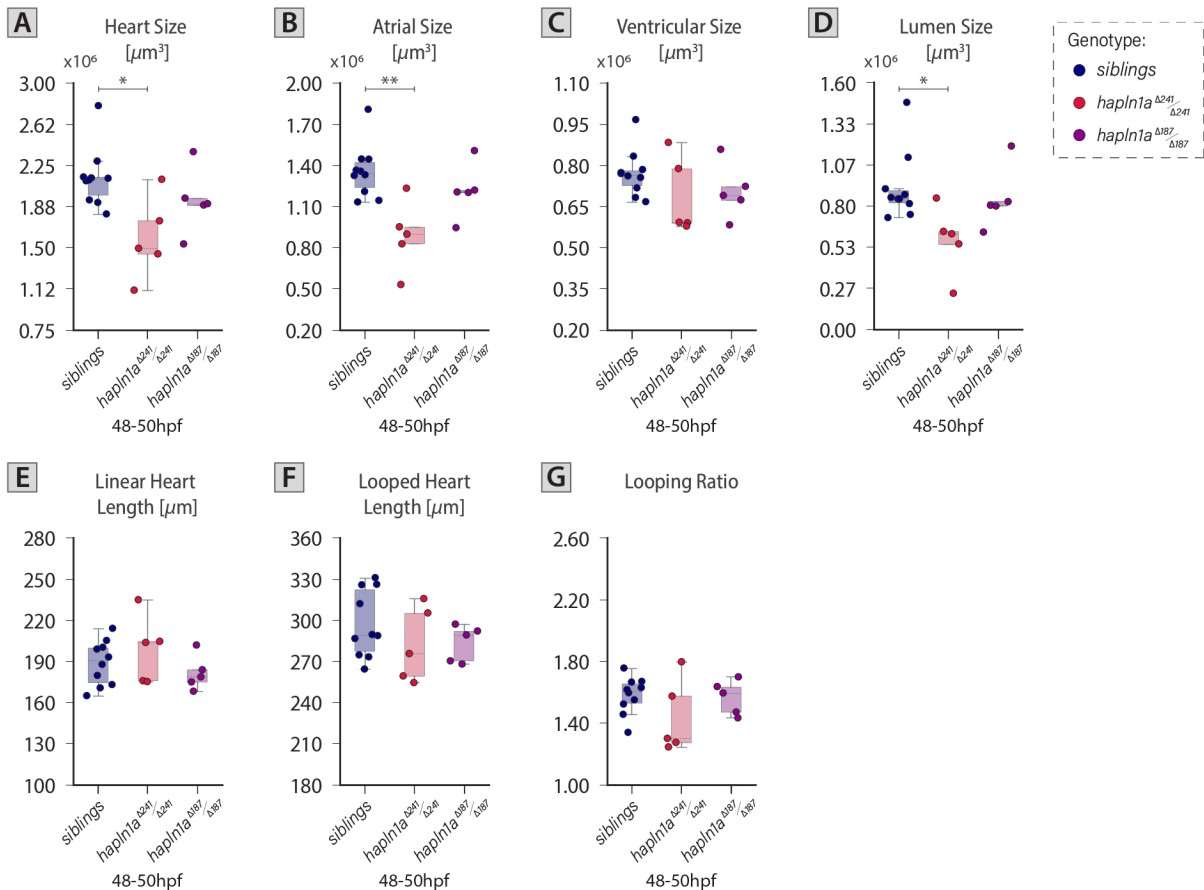 A
Heart Size
[µm³]
x10⁶
3.00
2.62
2.25
1.88
1.50
1.12
0.75
*
siblings
hapln1a Δ241/Δ241
hapln1a Δ187/Δ187
48-50hpf
B
Atrial Size
[µm³]
x10⁶
2.00
1.70
1.40
1.10
0.80
0.50
0.20
**
siblings
hapln1a Δ241/Δ241
hapln1a Δ187/Δ187
48-50hpf
C
Ventricular Size
[µm³]
x10⁶
1.10
0.95
0.80
0.65
0.50
0.35
0.20
siblings
hapln1a Δ241/Δ241
hapln1a Δ187/Δ187
48-50hpf
D
Lumen Size
[µm³]
x10⁶
1.60
1.33
1.07
0.80
0.53
0.27
0.00
*
siblings
hapln1a Δ241/Δ241
hapln1a Δ187/Δ187
48-50hpf
Genotype:
siblings
hapln1a Δ241/Δ241
hapln1a Δ187/Δ187
E
Linear Heart
Length [µm]
280
250
220
190
160
130
100
siblings
hapln1a Δ241/Δ241
hapln1a Δ187/Δ187
48-50hpf
F
Looped Heart
Length [µm]
360
330
300
270
240
210
180
siblings
hapln1a Δ241/Δ241
hapln1a Δ187/Δ187
48-50hpf
G
Looping Ratio
2.60
2.20
1.80
1.40
1.00
siblings
hapln1a Δ241/Δ241
hapln1a Δ187/Δ187
48-50hpf